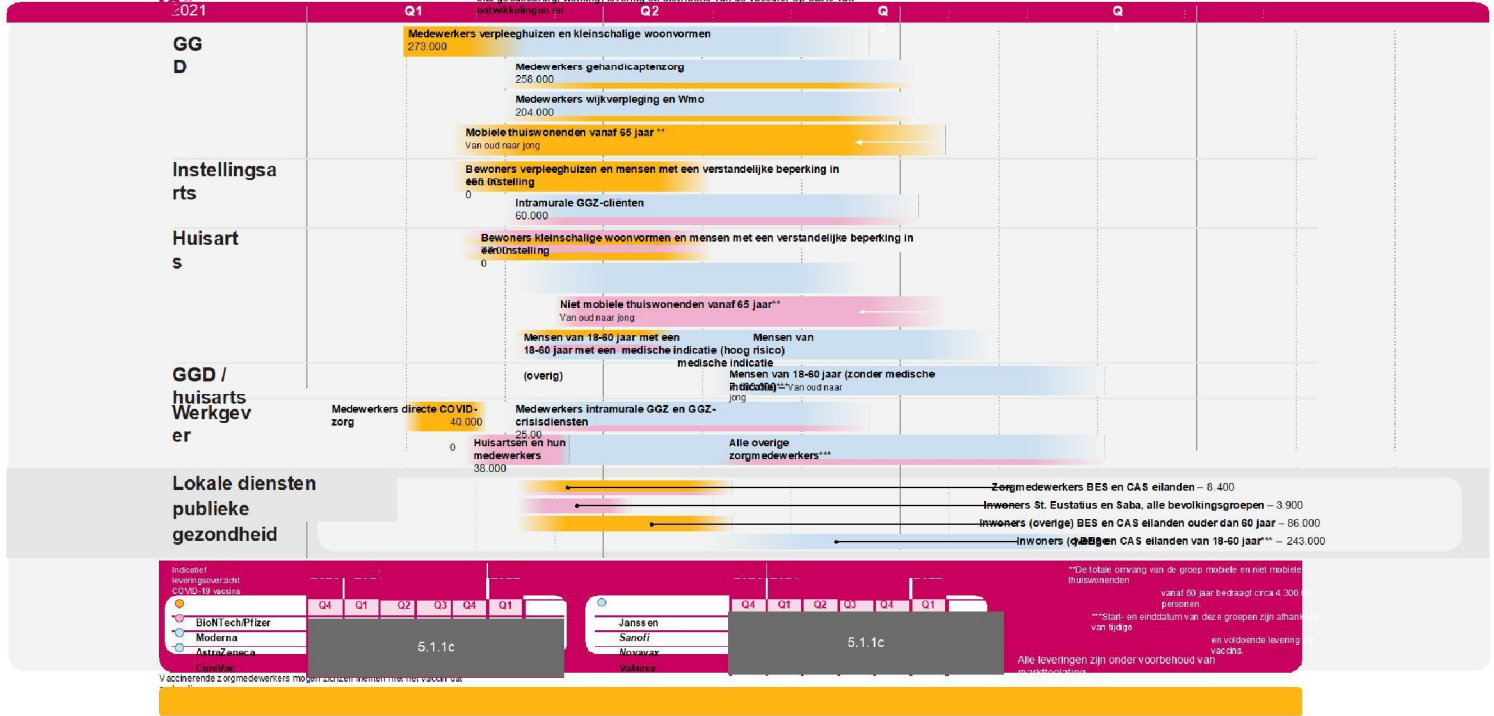 2021 Q1 Q2 Q Q
ontwikkelingen en
GG
D
Medewerkers verpleeghuizen en kleinschalige woonvormen
273.000
Medewerkers gehandicaptenzorg
258.000
Medewerkers wijkverpleging en Wmo
204.000
Mobiele thuiswonenden vanaf 65 jaar **
Van oud naar jong
Instellingsa
rts
Bewoners verpleeghuizen en mensen met een verstandelijke beperking in
een instelling
0
Intramurale GGZ-cliënten
60.000
Huisart
s
Bewoners kleinschalige woonvormen en mensen met een verstandelijke beperking in
een instelling
0
Niet mobiele thuiswonenden vanaf 65 jaar**
Van oud naar jong
Mensen van 18-60 jaar met een Mensen van
18-60 jaar met een medische indicatie (hoog risico)
medische indicatie
(overig)
GGD /
huisarts
Mensen van 18-60 jaar (zonder medische
indicatie) Van oud naar
jong
Werkgev
er
Medewerkers directe COVID-
zorg 40.000
0
Medewerkers intramurale GGZ en GGZ-
crisisdiensten
25.00
Huisartsen en hun
medewerkers
38.000
Alle overige
zorgmedewerkers***
Lokale diensten
publieke
gezondheid
Zorgmedewerkers BES en CAS eilanden – 8.400
Inwoners St. Eustatius en Saba, alle bevolkingsgroepen – 3.900
Inwoners (overige) BES en CAS eilanden ouder dan 60 jaar – 86.000
Inwoners (overige) BES en CAS eilanden van 18-60 jaar*** – 243.000
Indicatief
leveringsoverzicht
COVID-19 vaccins
Q4 Q1 Q2 Q3 Q4 Q1
BioNTech/Pfizer
Moderna
AstraZeneca
CureVac
5.1.1c
Q4 Q1 Q2 Q3 Q4 Q1
Janssen
Sanofi
Novavax
Valneva
5.1.1c
**De totale omvang van de groep mobiele en niet mobiele
thuiswonenden
vanaf 60 jaar bedraagt circa 4.300.
personen.
***Start- en einddatum van deze groepen zijn
van tijdige
en voldoende levering
vaccins.
Alle leveringen zijn onder voorbehoud van
markttoelating
Vaccinerende zorgmedewerkers mogen zichzelf inenten met het vaccin dat